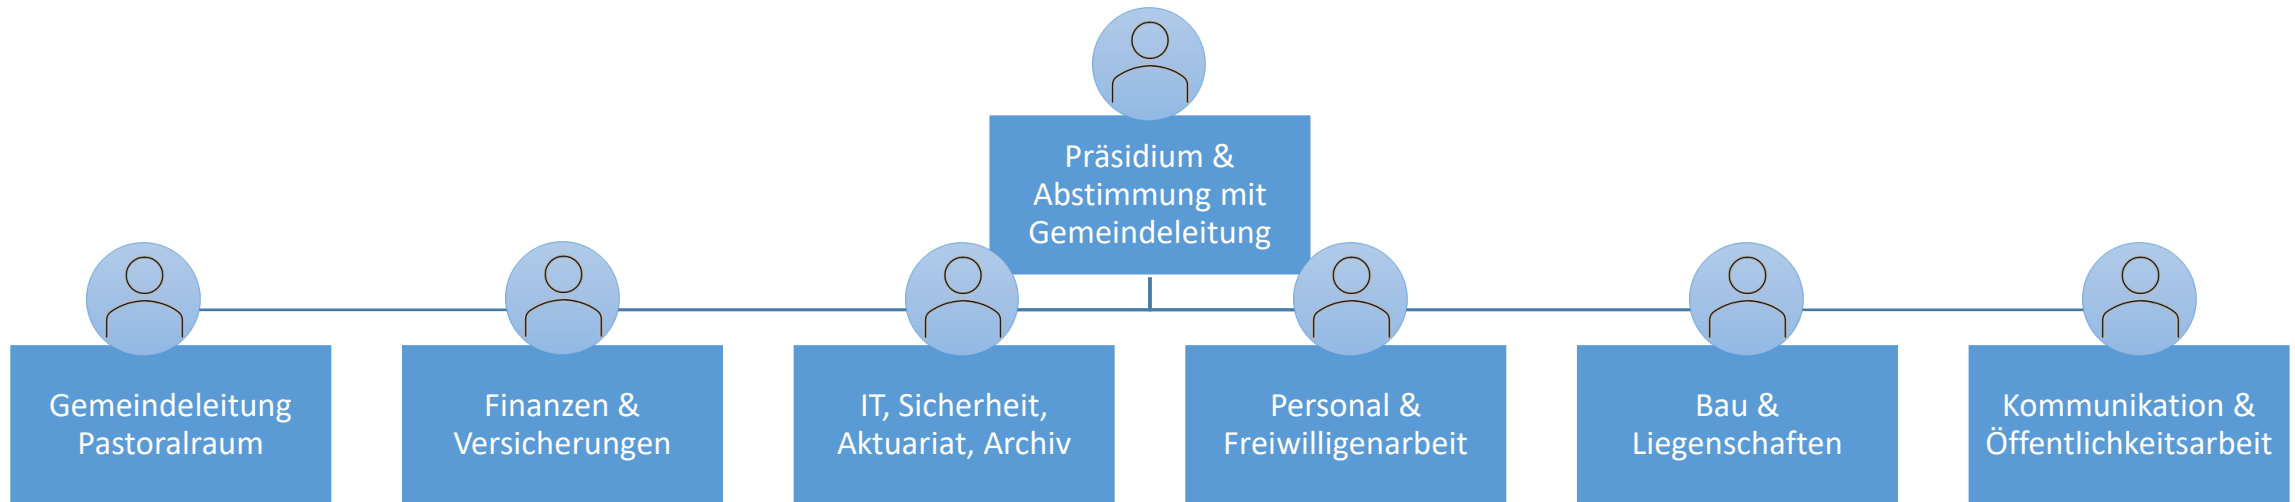 Präsidium &
Abstimmung mit
Gemeindeleitung
Gemeindeleitung
Pastoralraum
Finanzen &
Versicherungen
IT, Sicherheit,
Aktuariat, Archiv
Personal &
Freiwilligenarbeit
Bau &
Liegenschaften
Kommunikation &
Öffentlichkeitsarbeit